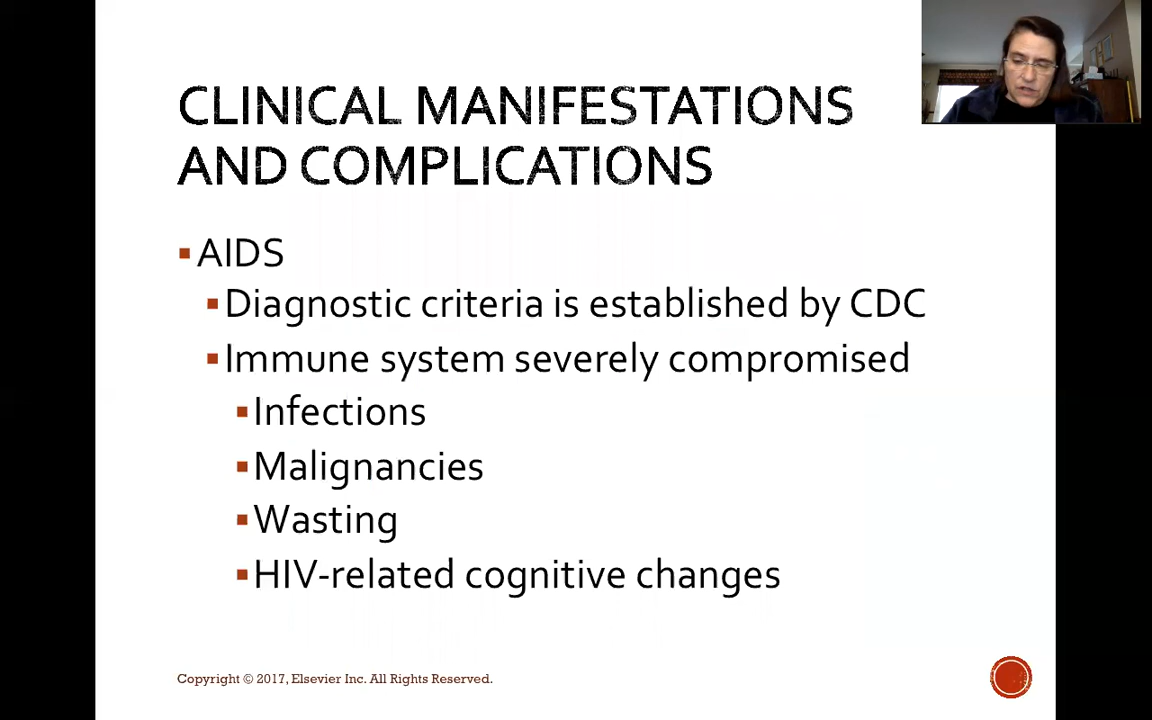 CLINICAL MANIFESTATIONS
AND COMPLICATIONS
▪AIDS
▪Diagnostic criteria is established by CDC
▪Immune system severely compromised
▪Infections
▪Malignancies
▪Wasting
▪HIV-related cognitive changes
Copyright © 2017, Elsevier Inc. All Rights Reserved.